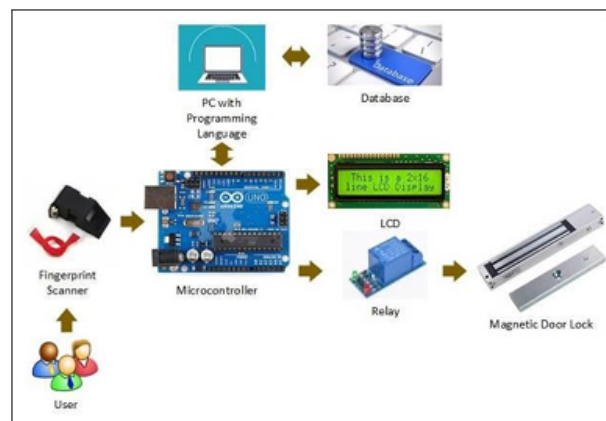 Database
PC with
Programming
Language
Database
ARDUINO
UNO
This is a 2x16
line LCD Display
LCD
Fingerprint
Scanner
Microcontroller
Relay
Magnetic Door Lock
User